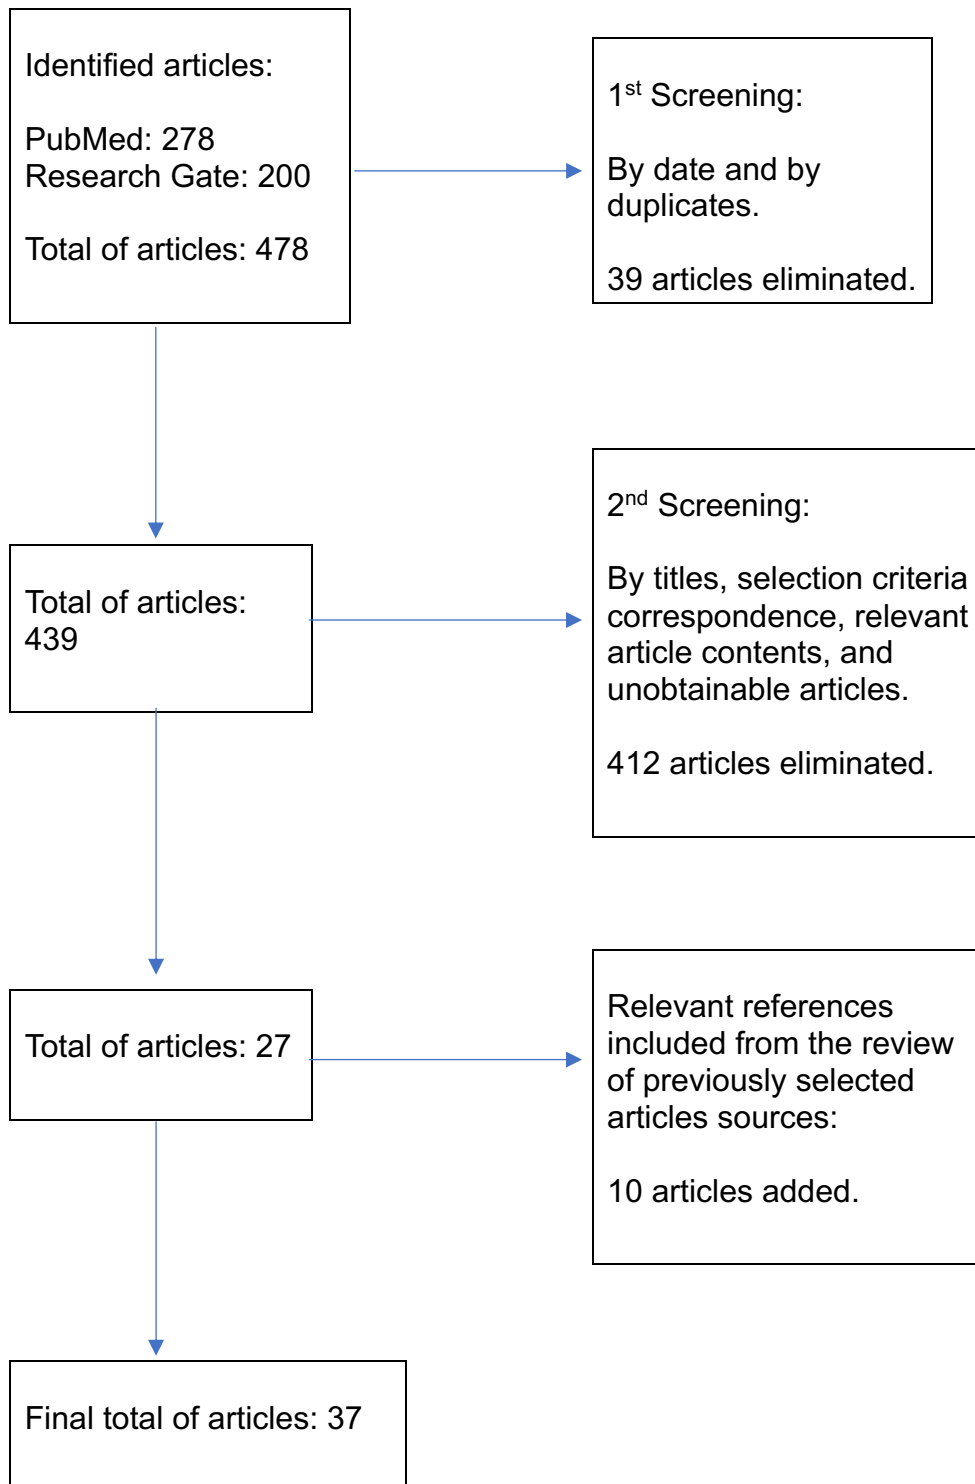 Identified articles:
PubMed: 278
Research Gate: 200
Total of articles: 478
1st Screening:
By date and by
duplicates.
39 articles eliminated.
Total of articles:
439
2nd Screening:
By titles, selection criteria
correspondence, relevant
article contents, and
unobtainable articles.
412 articles eliminated.
Total of articles: 27
Relevant references
included from the review
of previously selected
articles sources:
10 articles added.
Final total of articles: 37